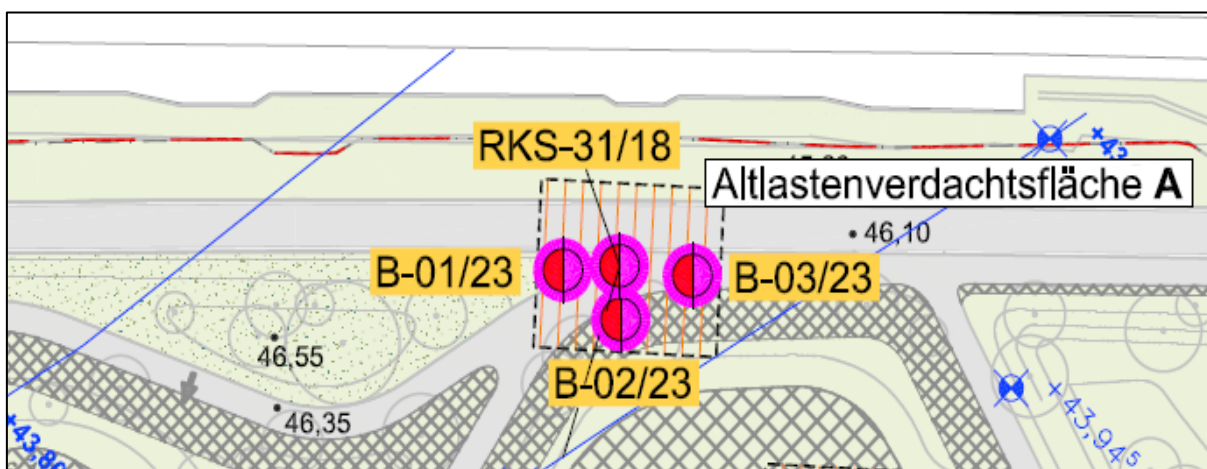 RKS-31/18
Altlastenverdachtsfläche A
46,10
B-01/23
B-03/23
46,55
B-02/23
46,35
+43,94⁵